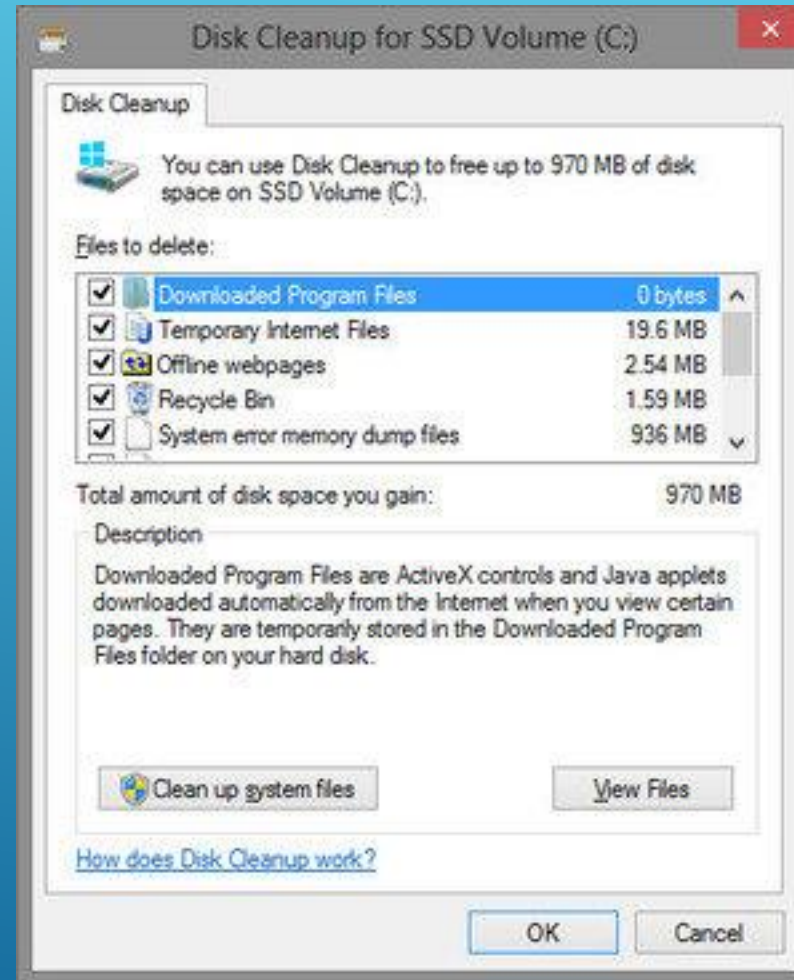 Disk Cleanup for SSD Volume (C:)
Disk Cleanup
You can use Disk Cleanup to free up to 970 MB of disk
space on SSD Volume (C:).
Files to delete:
Downloaded Program Files 0 bytes
Temporary Internet Files 19.6 MB
Offline webpages 2.54 MB
Recycle Bin 1.59 MB
System error memory dump files 936 MB
Total amount of disk space you gain: 970 MB
Description
Downloaded Program Files are ActiveX controls and Java applets
downloaded automatically from the Internet when you view certain
pages. They are temporarily stored in the Downloaded Program
Files folder on your hard disk.
Clean up system files View Files
How does Disk Cleanup work?
OK Cancel